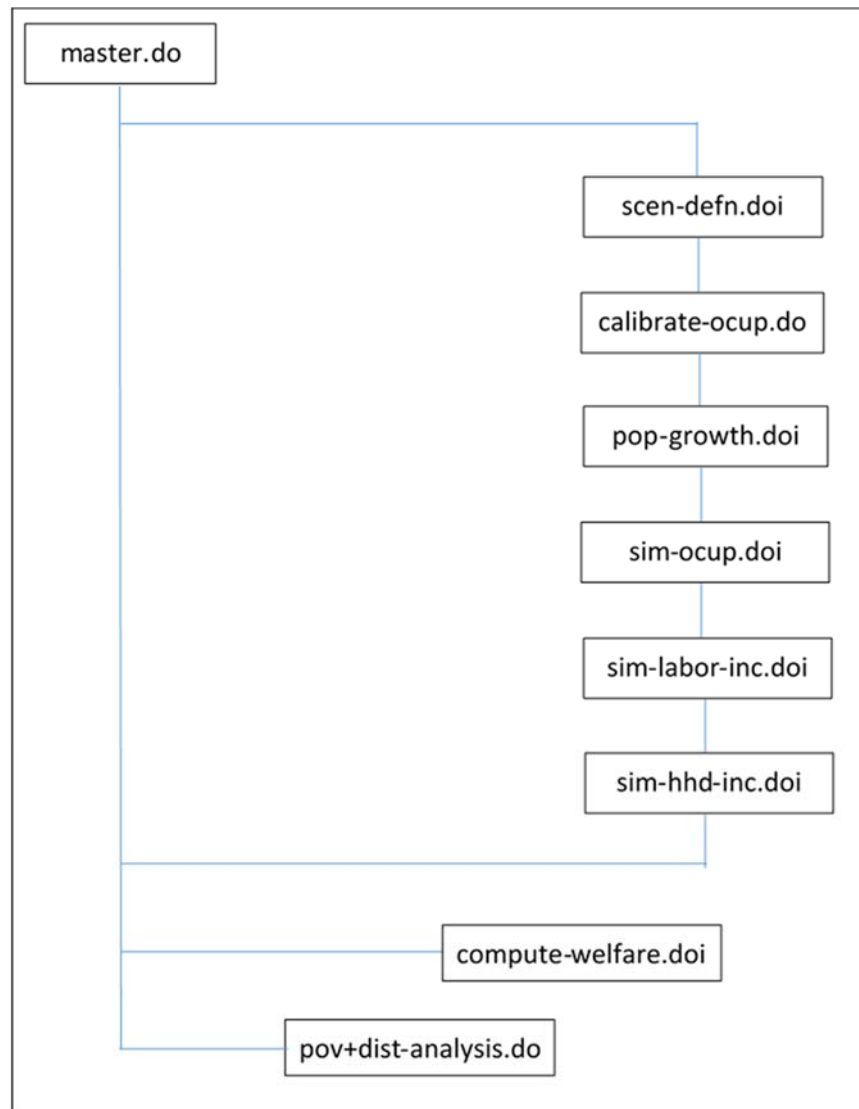 master.do
scen-defn.doi
calibrate-ocup.do
pop-growth.doi
sim-ocup.doi
sim-labor-inc.doi
sim-hhd-inc.doi
compute-welfare.doi
pov+dist-analysis.do